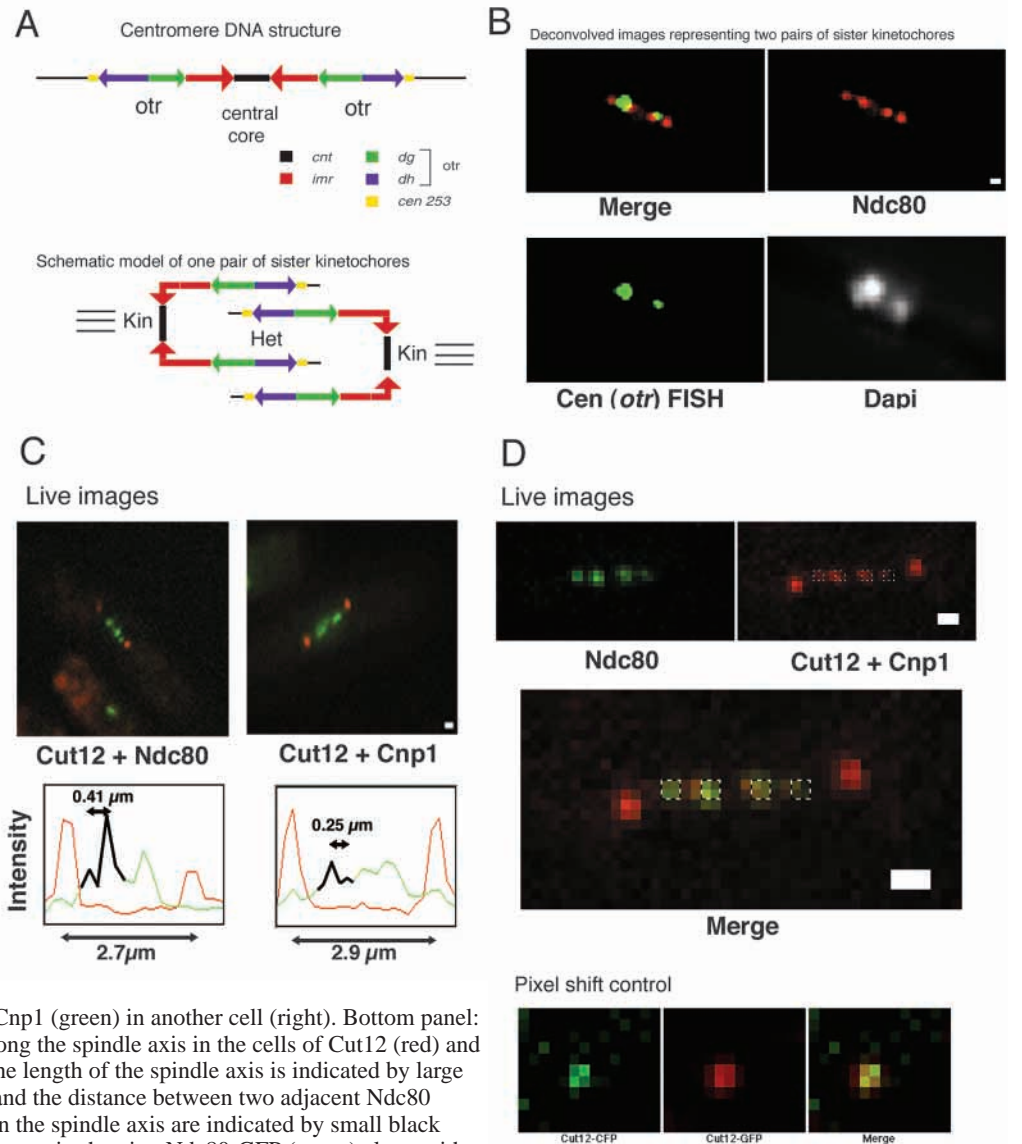 A
Centromere DNA structure
otr
central
core
otr
cnt
imr
dg
dh
otr
cen 253
Schematic model of one pair of sister kinetochores
Kin
Het
Kin
B
Deconvolved images representing two pairs of sister kinetochores
Merge
Ndc80
Cen (otr) FISH
Dapi
C
Live images
Cut12 + Ndc80
Cut12 + Cnp1
Intensity
0.41 µm
0.25 µm
2.7µm
2.9 µm
D
Live images
Ndc80
Cut12 + Cnp1
Merge
Pixel shift control
Cut12-CFP
Cut12-GFP
Merge
Cnp1 (green) in another cell (right). Bottom panel:
ong the spindle axis in the cells of Cut12 (red) and
he length of the spindle axis is indicated by large
and the distance between two adjacent Ndc80
n the spindle axis are indicated by small black